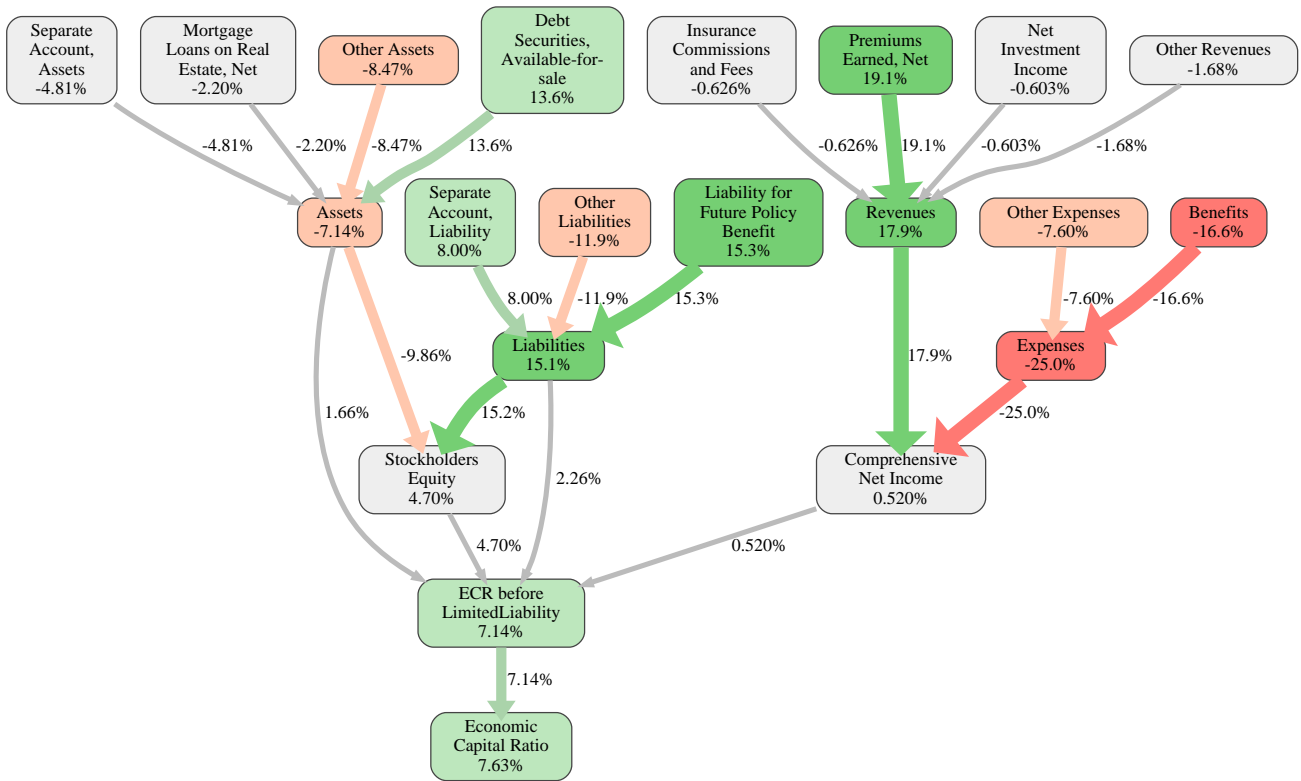 Separate
Account,
Assets
-4.81%
Mortgage
Loans on Real
Estate, Net
-2.20%
Other Assets
-8.47%
Debt
Securities,
Available-for-
sale
13.6%
Insurance
Commissions
and Fees
-0.626%
Premiums
Earned, Net
19.1%
Net
Investment
Income
-0.603%
Other Revenues
-1.68%
-4.81%
-2.20%
-8.47%
13.6%
-0.626%
19.1%
-0.603%
-1.68%
Assets
-7.14%
Separate
Account,
Liability
8.00%
Other
Liabilities
-11.9%
Liability for
Future Policy
Benefit
15.3%
Revenues
17.9%
Other Expenses
-7.60%
Benefits
-16.6%
8.00%
-11.9%
15.3%
-7.60%
-16.6%
Liabilities
15.1%
Expenses
-25.0%
-9.86%
17.9%
1.66%
15.2%
-25.0%
Stockholders
Equity
4.70%
2.26%
Comprehensive
Net Income
0.520%
4.70%
0.520%
ECR before
LimitedLiability
7.14%
7.14%
Economic
Capital Ratio
7.63%